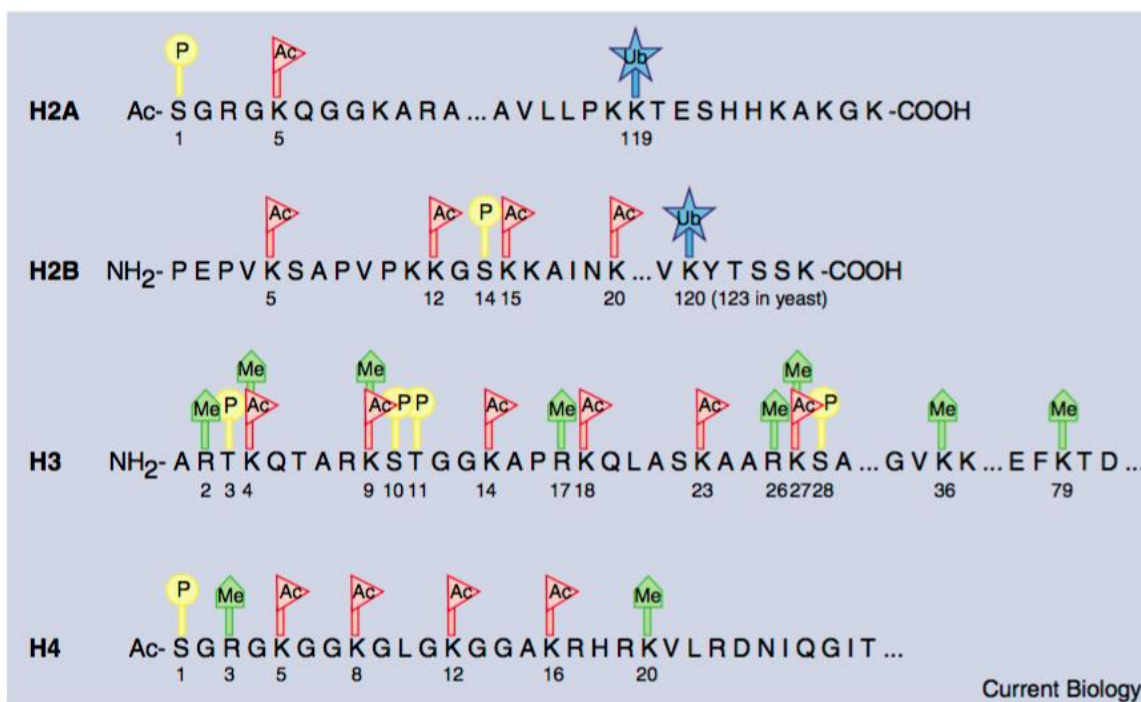 P Ac Ub
H2A Ac- S G R G K Q G G K A R A ... A V L L P K K T E S H H K A K G K -COOH
1 5 119
Ac Ac P Ac Ac Ub
H2B NH2- P E P V K S A P V P K K G S K K A I N K ... V K Y T S S K -COOH
5 12 14 15 20 120 (123 in yeast)
Me Me Me
Me P Ac Ac P P Ac Me Ac Ac Me Ac P Me Me
H3 NH2- A R T K Q T A R K S T G G K A P R K Q L A S K A A R K S A ... G V K K ... E F K T D ...
2 3 4 9 10 11 14 17 18 23 26 27 28 36 79
P Me Ac Ac Ac Ac Me
H4 Ac- S G R G K G G K G L G K G G A K R H R K V L R D N I Q G I T ...
1 3 5 8 12 16 20
Current Biology